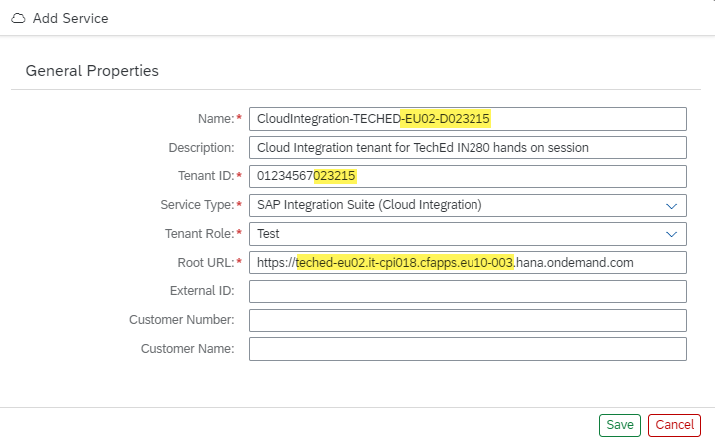 Add Service
General Properties
Name:* CloudIntegration-TECHED-EU02-D023215
Description: Cloud Integration tenant for TechEd IN280 hands on session
Tenant ID:* 01234567023215
Service Type:* SAP Integration Suite (Cloud Integration)
Tenant Role:* Test
Root URL:* https://teched-eu02.it-cpi018.cfapps.eu10-003.hana.ondemand.com
External ID:
Customer Number:
Customer Name:
Save Cancel